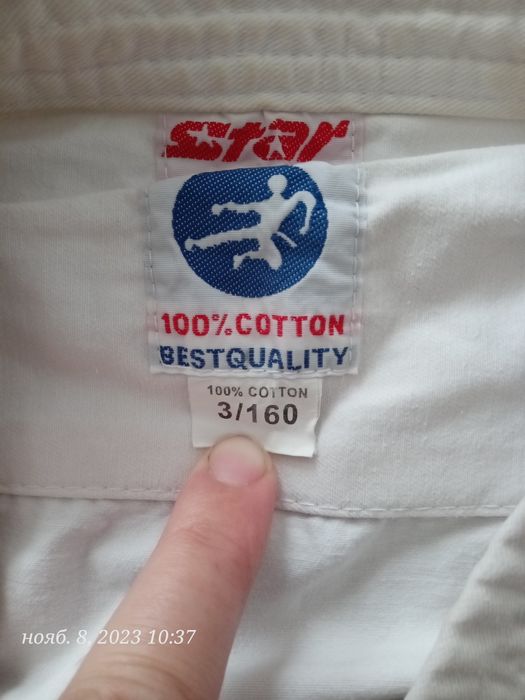 star
100% COTTON
BESTQUALITY
100% COTTON
3/160
нояб. 8, 2023 10:37